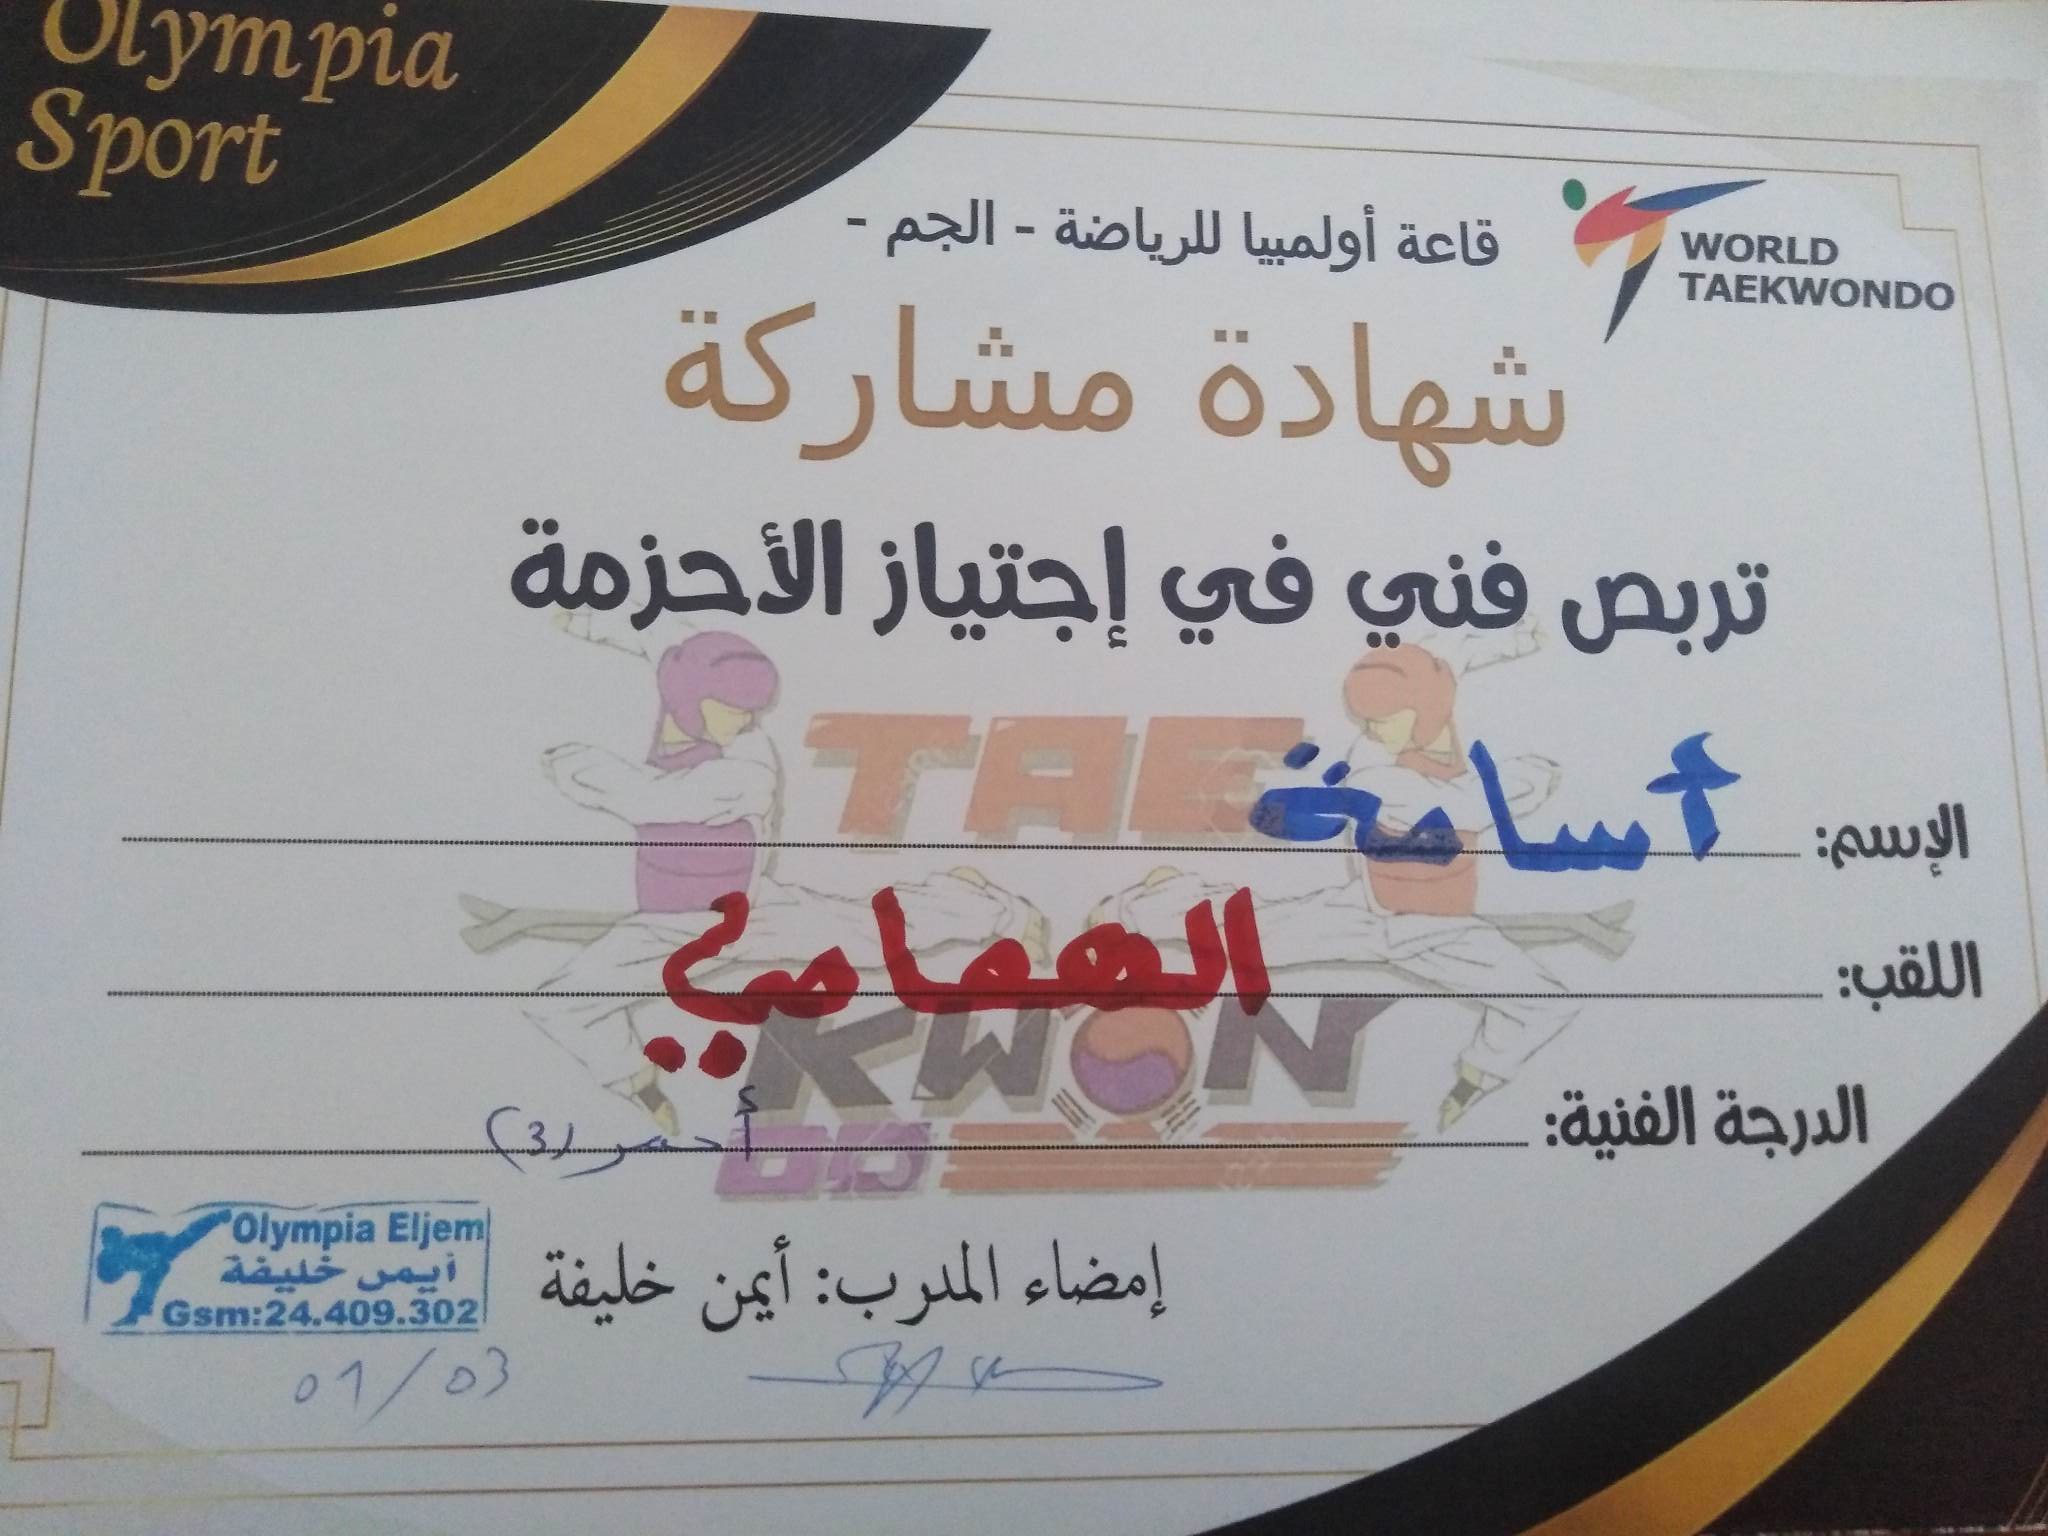 Olympia
Sport
WORLD
TAEKWONDO
قاعة أولمبيا للرياضة - الجم -
شهادة مشاركة
تربص فني في إجتياز الأحزمة
الإسم: أسامة
اللقب: الهمامي
الدرجة الفنية: أحمر (3)
TAE
KWON
DO
إمضاء المدرب: أيمن خليفة
Olympia Eljem
أيمن خليفة
Gsm:24.409.302
01/03